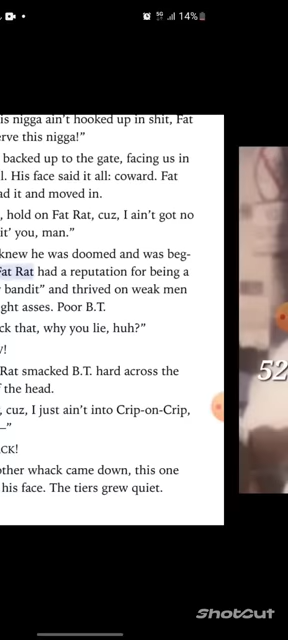 14%
is nigga ain't hooked up in shit, Fat
erve this nigga!"
backed up to the gate, facing us in
l. His face said it all: coward. Fat
ad it and moved in.
, hold on Fat Rat, cuz, I ain't got no
it' you, man."
knew he was doomed and was beg-
Fat Rat had a reputation for being a
bandit" and thrived on weak men
ght asses. Poor B.T.
ck that, why you lie, huh?"
!
Rat smacked B.T. hard across the
f the head.
, cuz, I just ain't into Crip-on-Crip,
—"
ACK!
other whack came down, this one
his face. The tiers grew quiet.
52
ShotCut